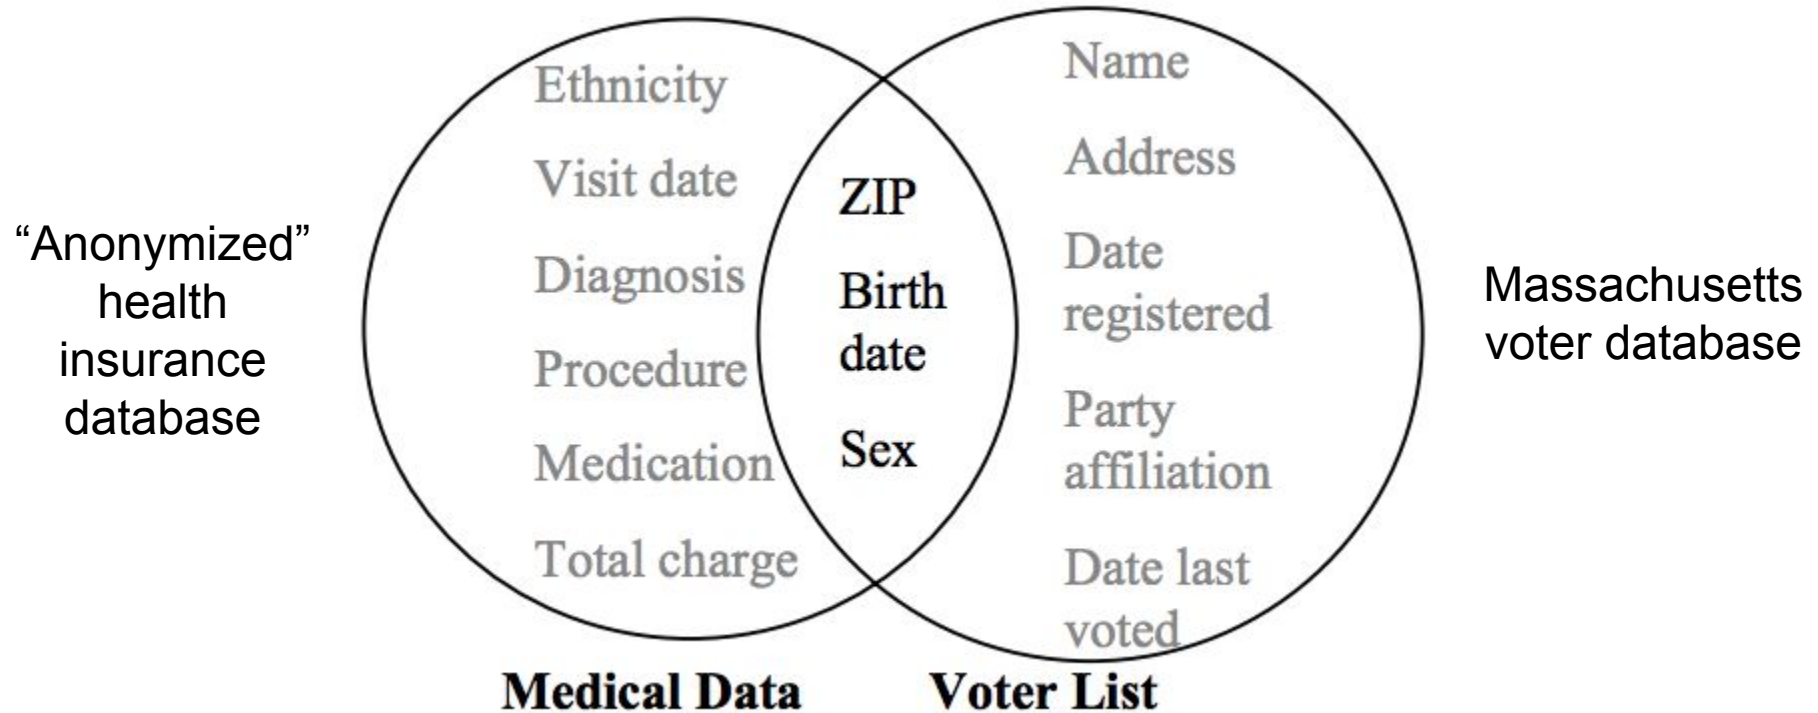 “Anonymized”
health
insurance
database
Ethnicity
Visit date
Diagnosis
Procedure
Medication
Total charge
ZIP
Birth
date
Sex
Name
Address
Date
registered
Party
affiliation
Date last
voted
Massachusetts
voter database
Medical Data
Voter List